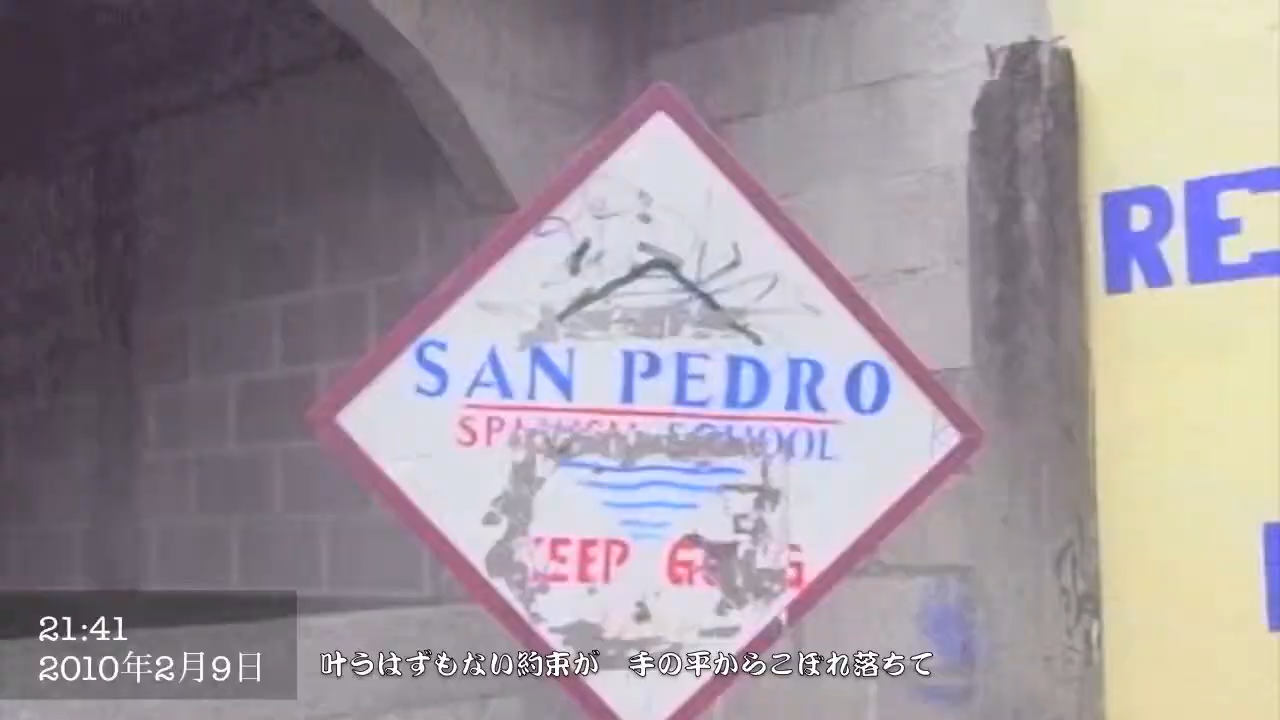 SAN PEDRO
SPANISH SCHOOL
KEEP GOING
RE
21:41
2010年2月9日
叶うはずもない約束が 手の平からこぼれ落ちて